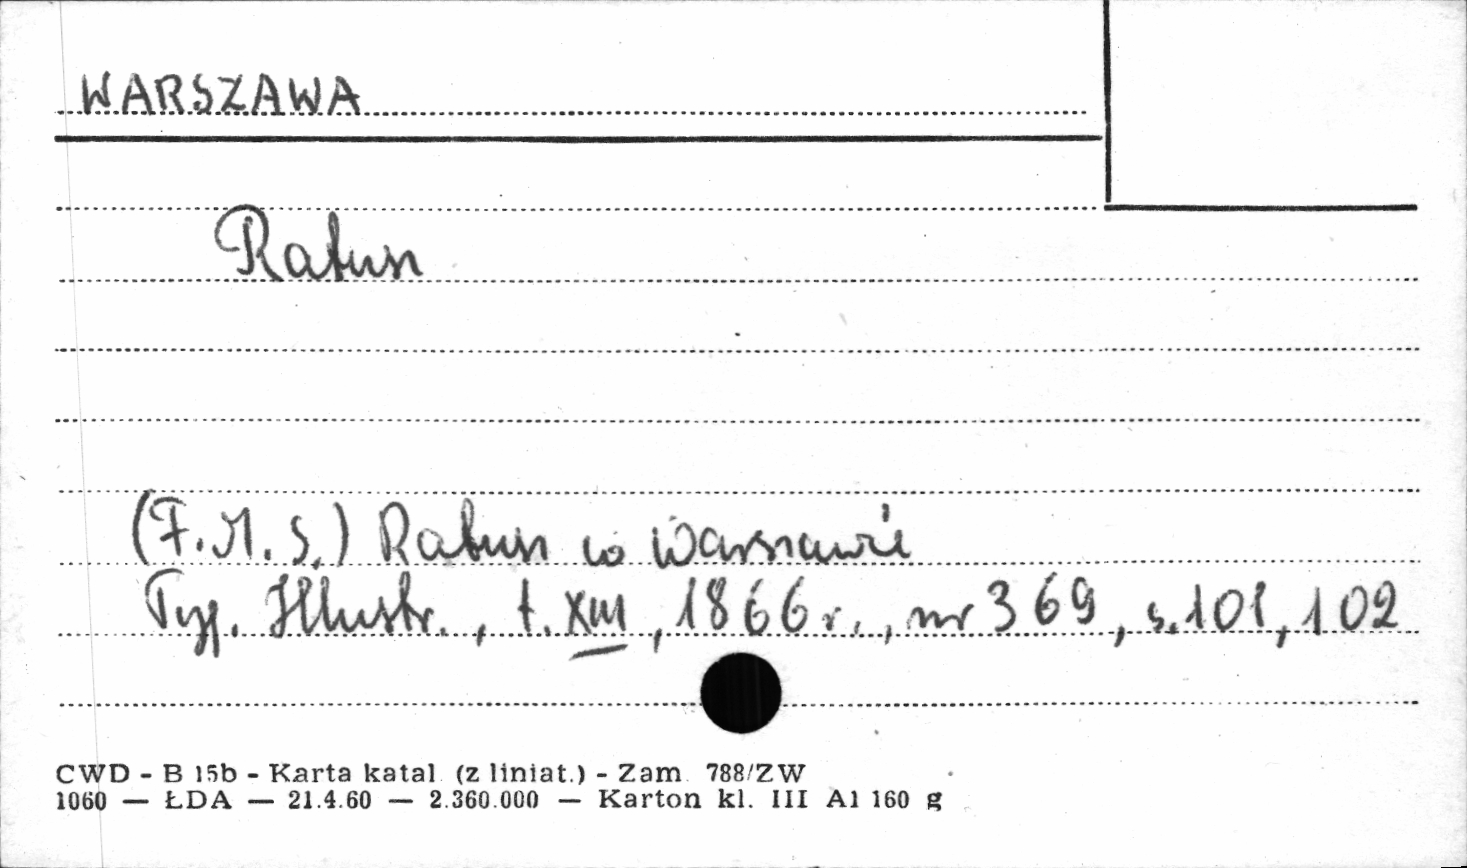 WARSZAWA
Ratusz
(F.M.S.) Ratusz w Warszawie
Tyg. Illustr., t. XIII, 1866 r., nr 369, s. 101, 102
CWD - B 15b - Karta katal. (z liniat.) - Zam. 788/ZW
1060 — ŁDA — 21.4.60 — 2.360.000 — Karton kl. III A1 160 g